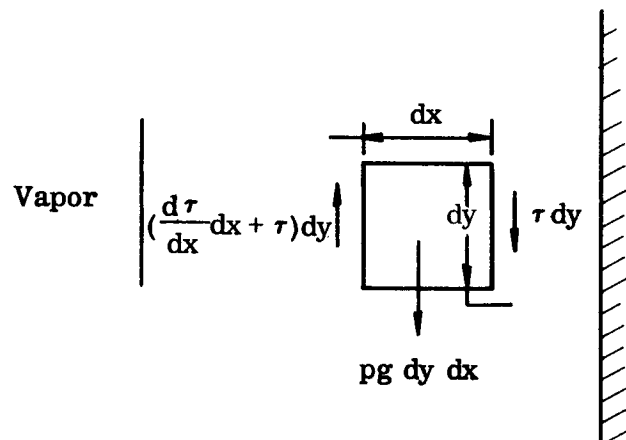 dx
Vapor
(dτ/dx dx + τ)dy
dy
τ dy
pg dy dx